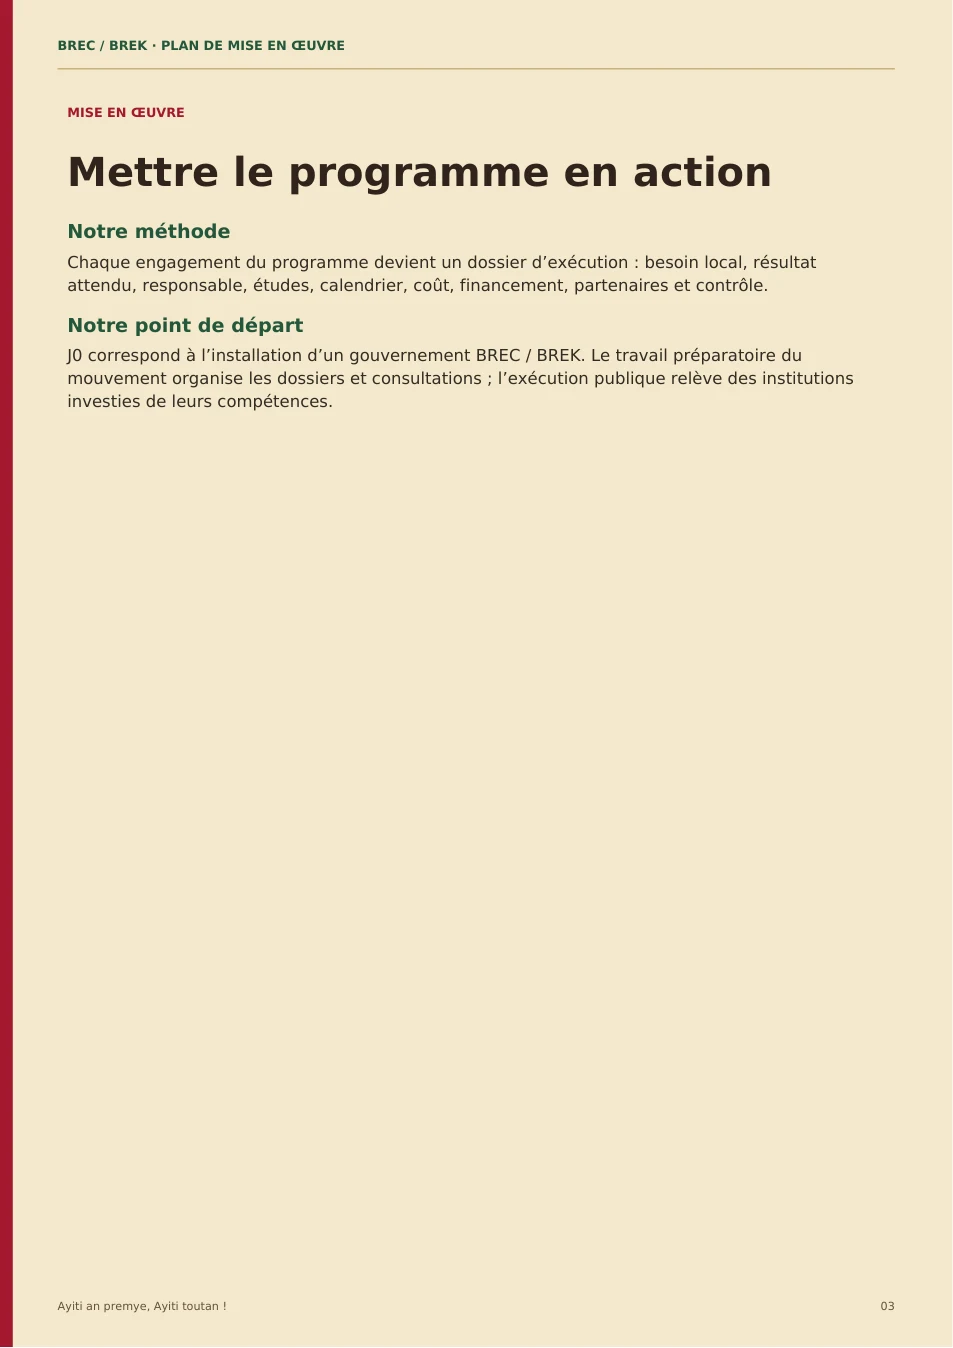 BREC / BREK · PLAN DE MISE EN ŒUVRE
MISE EN ŒUVRE
Mettre le programme en action
Notre méthode
Chaque engagement du programme devient un dossier d’exécution : besoin local, résultat
attendu, responsable, études, calendrier, coût, financement, partenaires et contrôle.
Notre point de départ
J0 correspond à l’installation d’un gouvernement BREC / BREK. Le travail préparatoire du
mouvement organise les dossiers et consultations ; l’exécution publique relève des institutions
investies de leurs compétences.
Ayiti an premye, Ayiti toutan !
03